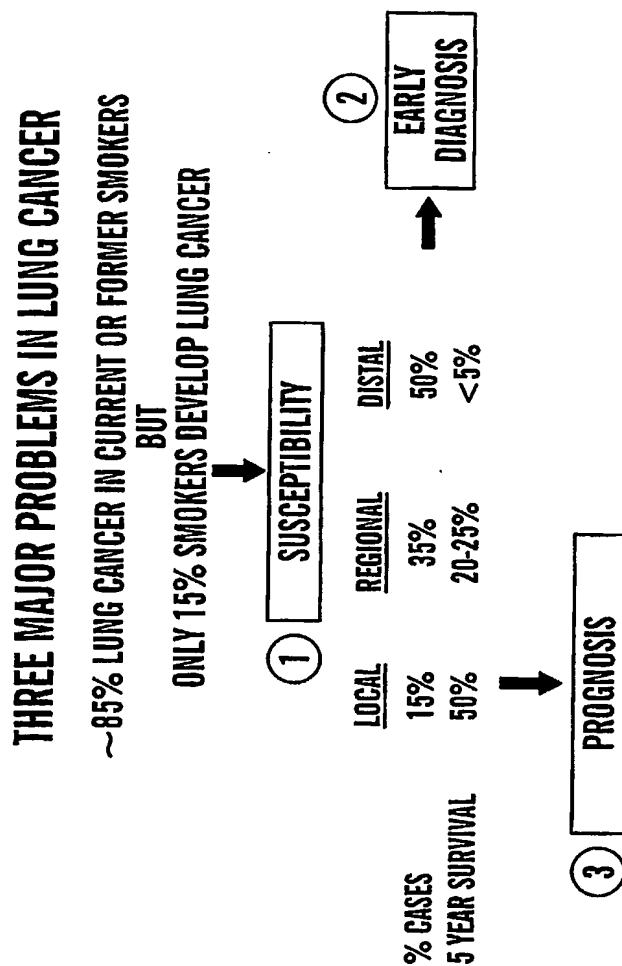 THREE MAJOR PROBLEMS IN LUNG CANCER
~85% LUNG CANCER IN CURRENT OR FORMER SMOKERS
BUT
ONLY 15% SMOKERS DEVELOP LUNG CANCER
1 SUSCEPTIBILITY
LOCAL REGIONAL DISTAL
% CASES 15% 35% 50%
5 YEAR SURVIVAL 50% 20-25% <5%
2
EARLY
DIAGNOSIS
3 PROGNOSIS